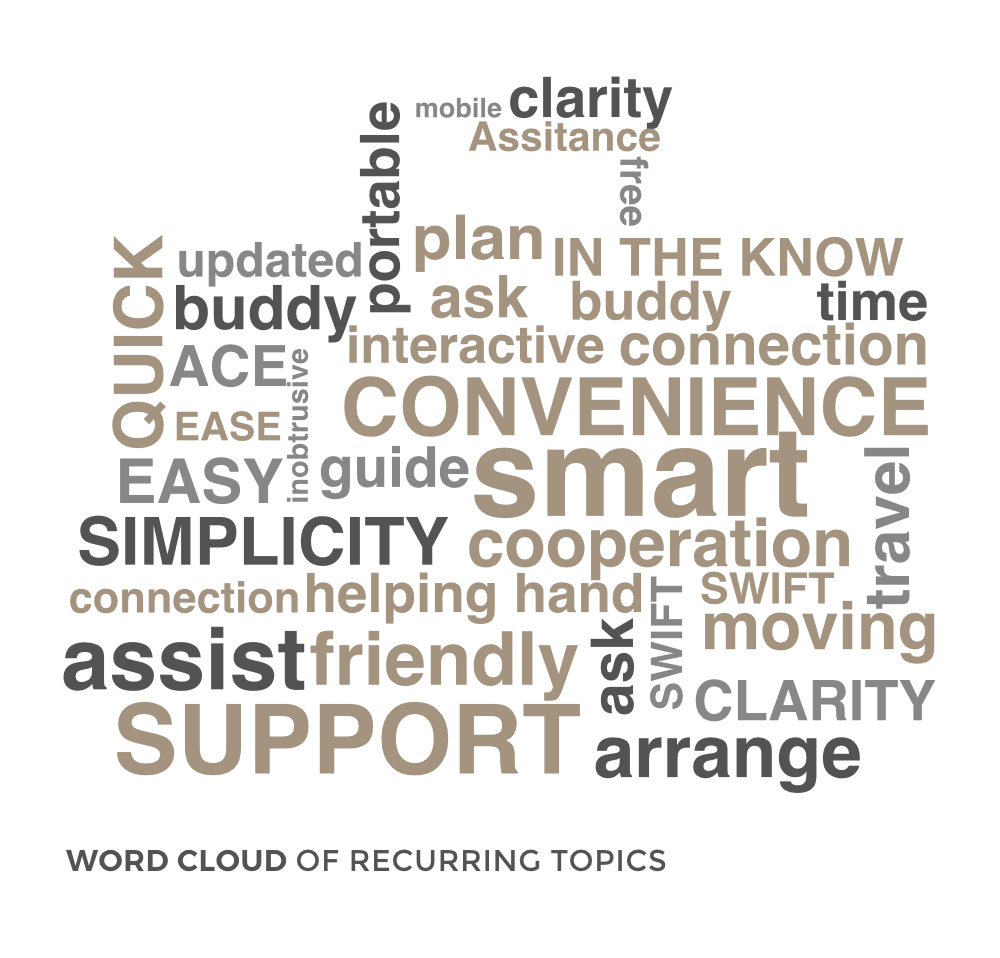 mobile clarity
Assitance
portable
free
plan IN THE KNOW
QUICK
updated
buddy
ask buddy time
interactive connection
ACE
inobtrusive
CONVENIENCE
EASE
EASY
guide smart
travel
SIMPLICITY cooperation
connection helping hand
SWIFT
SWIFT
moving
assist friendly
ask
CLARITY
SUPPORT
arrange
WORD CLOUD OF RECURRING TOPICS